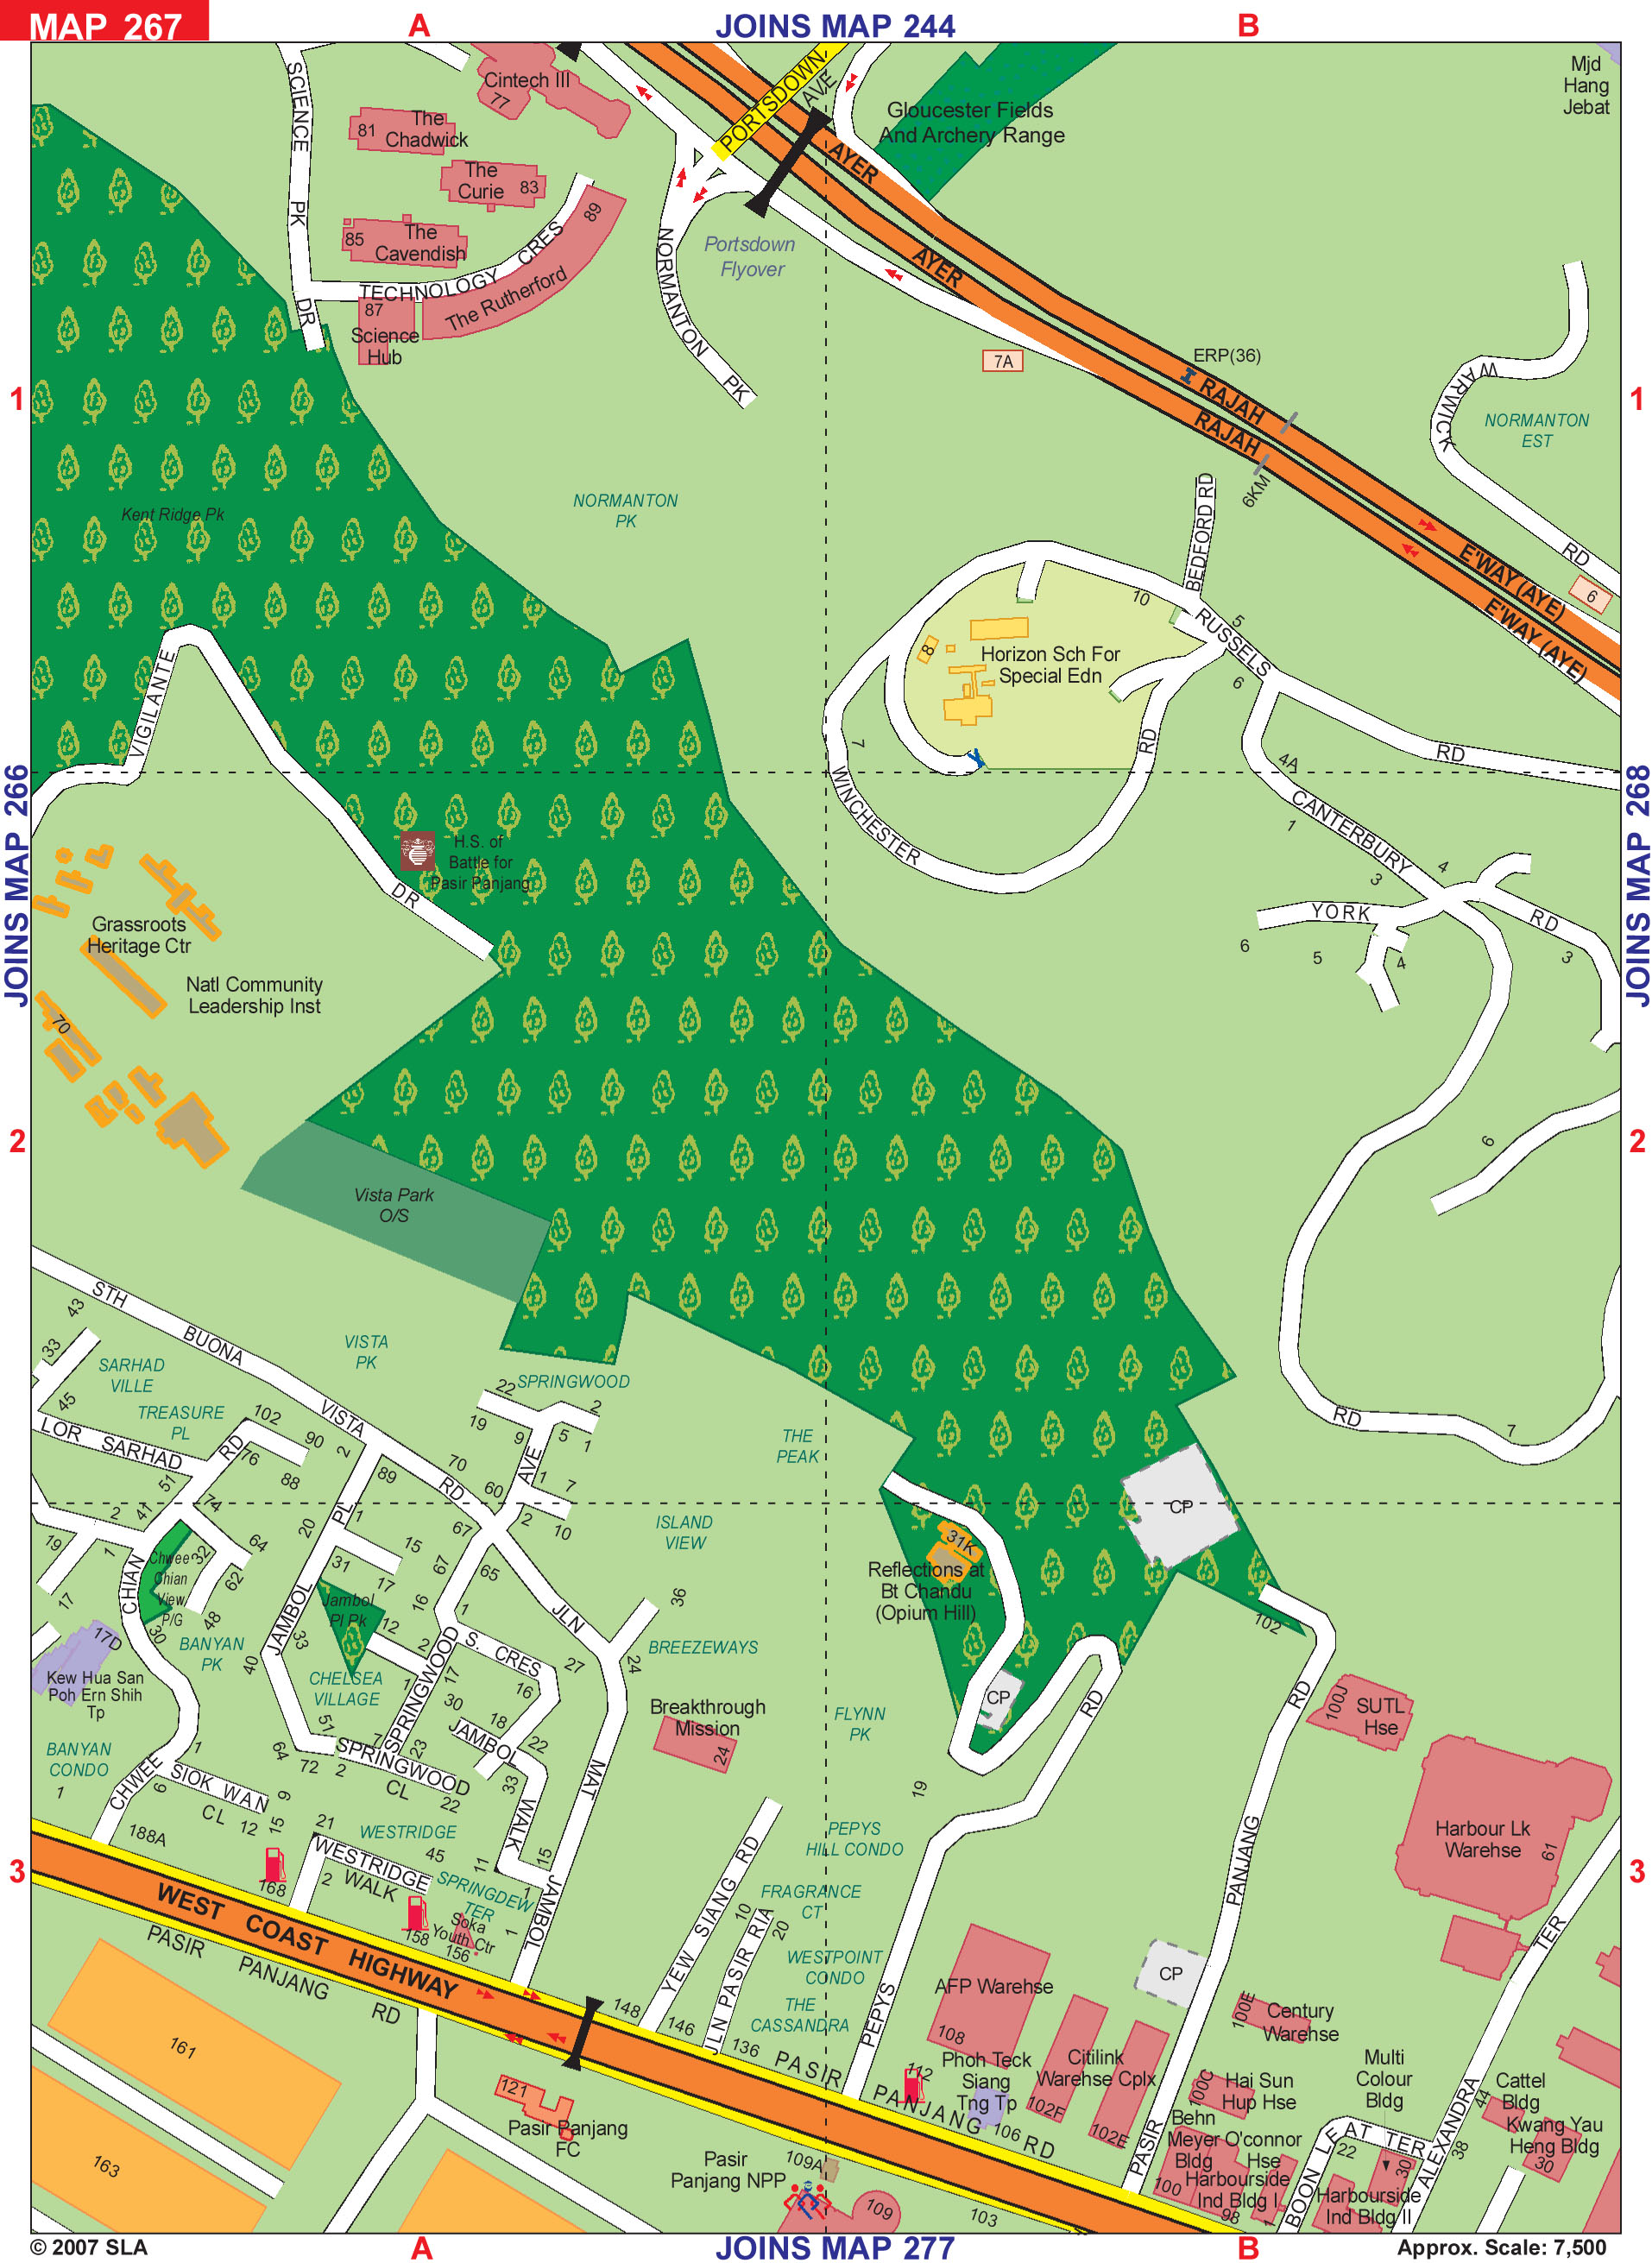 MAP 267
A
JOINS MAP 244
B
SCIENCE
PK
DR
Cintech III
77
81
The
Chadwick
The
Curie
83
85
The
Cavendish
TECHNOLOGY
CRES
89
The Rutherford
87
Science
Hub
PORTSDOWN
AVE
Gloucester Fields
And Archery Range
Mjd
Hang
Jebat
NORMANTON
PK
Portsdown
Flyover
AYER
AYER
7A
ERP(36)
RAJAH
RAJAH
6KM
E'WAY (AYE)
E'WAY (AYE)
WARWICK
RD
NORMANTON
EST
6
1
1
Kent Ridge Pk
NORMANTON
PK
BEDFORD RD
10
RUSSELS
5
6
RD
8
Horizon Sch For
Special Edn
7
WINCHESTER
RD
VIGILANTE
DR
JOINS MAP 266
JOINS MAP 268
4A
CANTERBURY
1
3
4
YORK
RD
6
5
4
3
H.S. of
Battle for
Pasir Panjang
Grassroots
Heritage Ctr
Natl Community
Leadership Inst
70
2
2
6
Vista Park
O/S
RD
7
STH
BUONA
VISTA
RD
43
33
45
SARHAD
VILLE
TREASURE
PL
LOR SARHAD
RD
102
76
90
88
2
89
VISTA
PK
22
SPRINGWOOD
2
19
9
5
1
AVE
70
60
1
7
2
10
THE
PEAK
CP
51
41
74
2
19
1
17
CHIAN
Chwee
Chian
View
P/G
32
64
62
48
30
20
PL
1
31
15
17
67
67
65
16
Jambol
Pl Pk
12
JAMBOL
33
40
ISLAND
VIEW
31K
Reflections at
Bt Chandu
(Opium Hill)
102
17D
Kew Hua San
Poh Ern Shih
Tp
BANYAN
PK
CHELSEA
VILLAGE
SPRINGWOOD
2
1
1
17
S. CRES
27
16
30
18
22
JLN
36
24
BREEZEWAYS
Breakthrough
Mission
24
FLYNN
PK
CP
RD
RD
100J
SUTL
Hse
BANYAN
CONDO
1
CHWEE
1
6
SIOK WAN
CL
9
12
15
64
72
2
51
7
23
SPRINGWOOD
CL
22
JAMBOL
33
WALK
MAT
188A
168
21
WESTRIDGE
WALK
2
WESTRIDGE
45
11
1
15
SPRINGDEW
TER
158
Soka
Youth Ctr
156
1
JAMBOL
19
PEPYS
HILL CONDO
FRAGRANCE
CT
YEW SIANG RD
10
20
JLN PASIR RIA
WESTPOINT
CONDO
THE
CASSANDRA
PEPYS
PANJANG
Harbour Lk
Warehse
61
TER
3
3
WEST COAST HIGHWAY
PASIR
PANJANG
RD
148
146
136
PASIR
PANJANG
RD
AFP Warehse
108
CP
100E
Century
Warehse
161
163
121
Pasir Panjang
FC
112
Phoh Teck
Siang
Tng Tp
106
Citilink
Warehse Cplx
102F
102E
PASIR
100C
Hai Sun
Hup Hse
Multi
Colour
Bldg
ALEXANDRA
44
38
Cattel
Bldg
Kwang Yau
Heng Bldg
30
Behn
Meyer
Bldg
100
O'connor
Hse
Harbourside
Ind Bldg I
98
1
BOON LEAT TER
22
30
Harbourside
Ind Bldg II
Pasir
Panjang NPP
109A
109
103
© 2007 SLA
A
JOINS MAP 277
B
Approx. Scale: 7,500